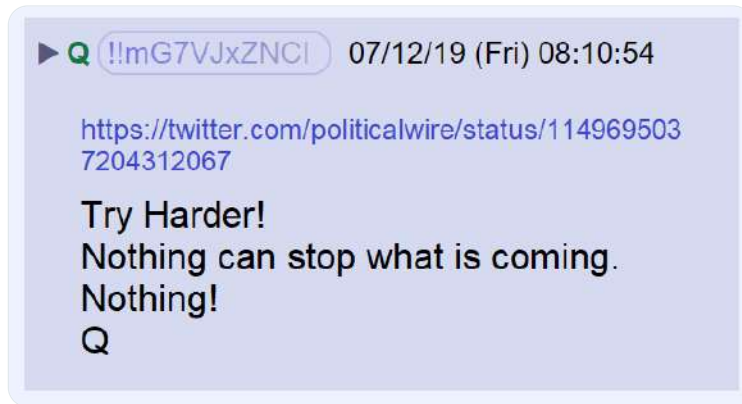 Q !!mG7VJxZNCI 07/12/19 (Fri) 08:10:54
https://twitter.com/politicalwire/status/114969503
7204312067
Try Harder!
Nothing can stop what is coming.
Nothing!
Q